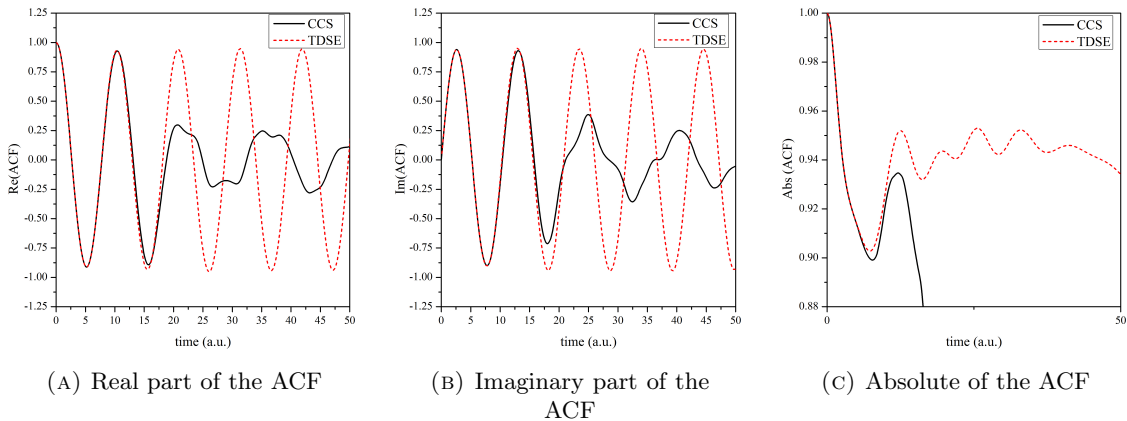 CCS
TDSE
1.00
0.75
0.50
0.25
0.00
-0.25
-0.50
-0.75
-1.00
-1.25
Re(ACF)
0 5 10 15 20 25 30 35 40 45 50
time (a.u.)
(A) Real part of the ACF
CCS
TDSE
1.00
0.75
0.50
0.25
0.00
-0.25
-0.50
-0.75
-1.00
-1.25
Im(ACF)
0 5 10 15 20 25 30 35 40 45 50
time (a.u.)
(B) Imaginary part of the
ACF
CCS
TDSE
1.00
0.98
0.96
0.94
0.92
0.90
0.88
Abs (ACF)
0 50
time (a.u.)
(C) Absolute of the ACF